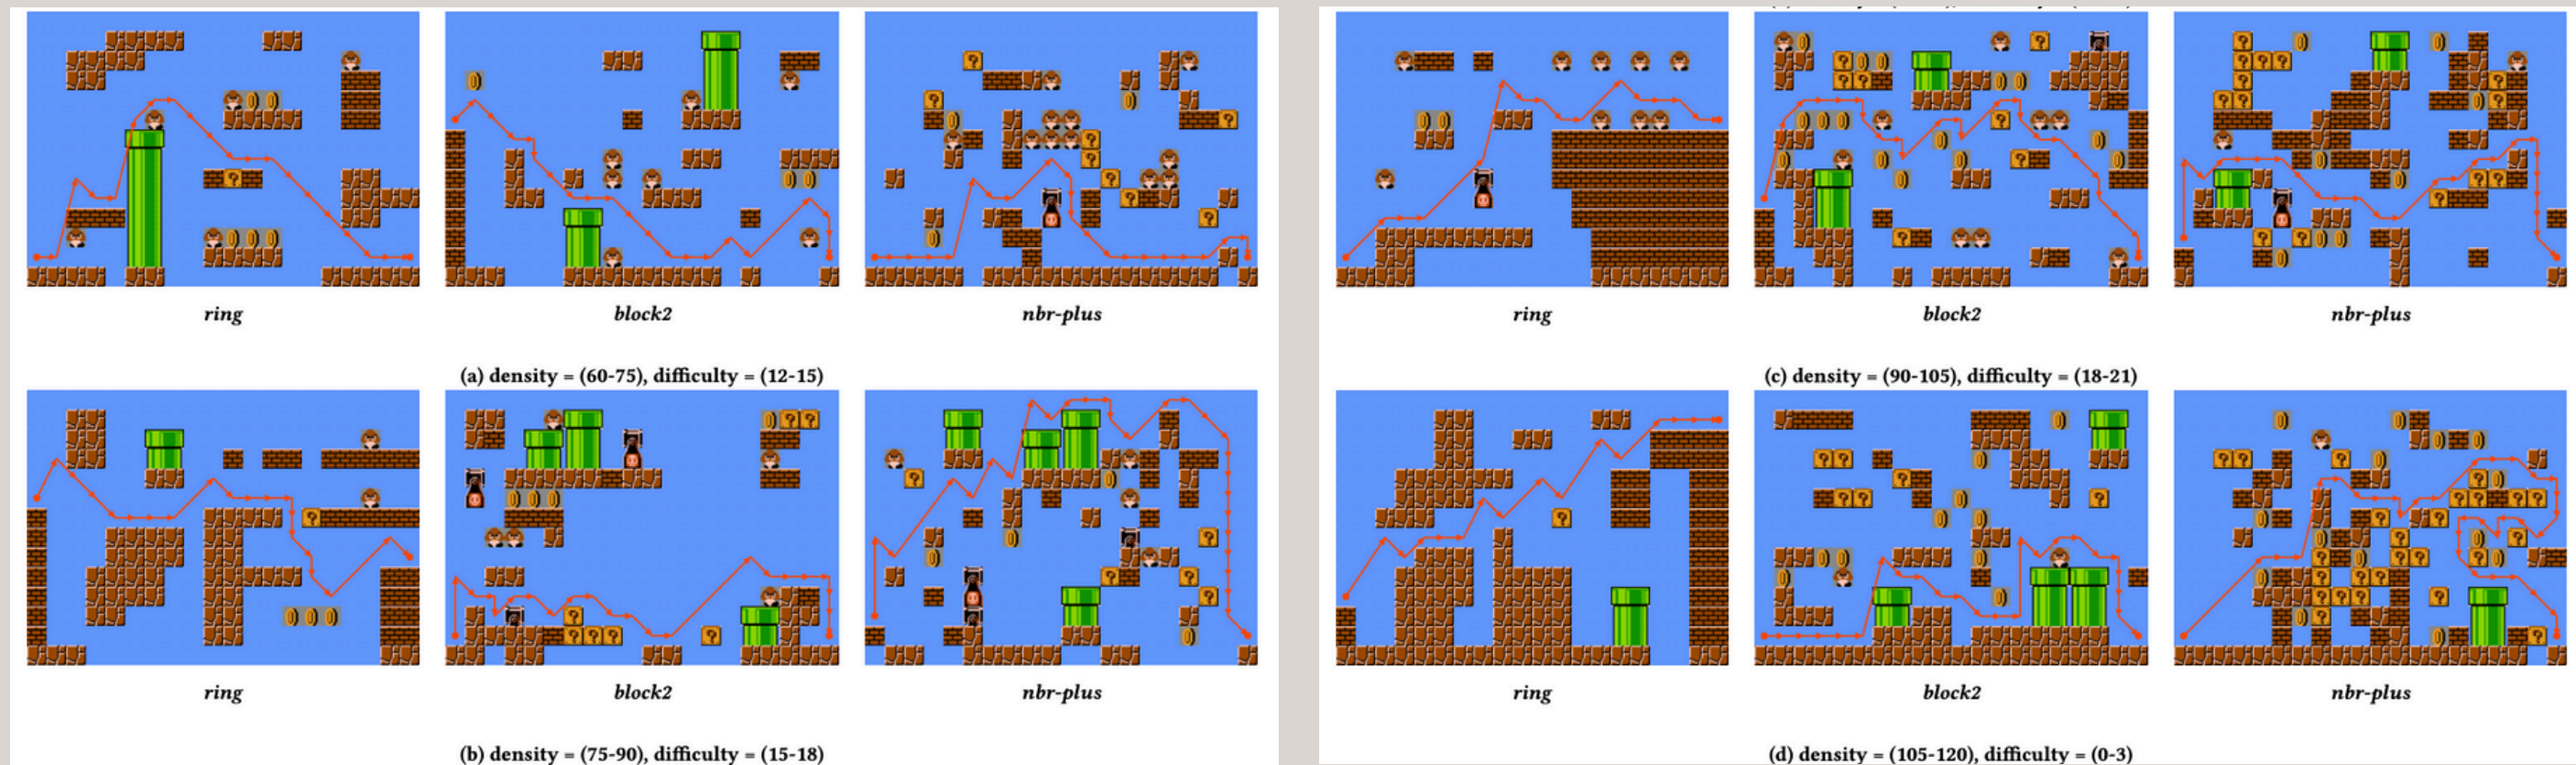 ring block2 nbr-plus
(a) density = (60-75), difficulty = (12-15)
ring block2 nbr-plus
(b) density = (75-90), difficulty = (15-18)
ring block2 nbr-plus
(c) density = (90-105), difficulty = (18-21)
ring block2 nbr-plus
(d) density = (105-120), difficulty = (0-3)